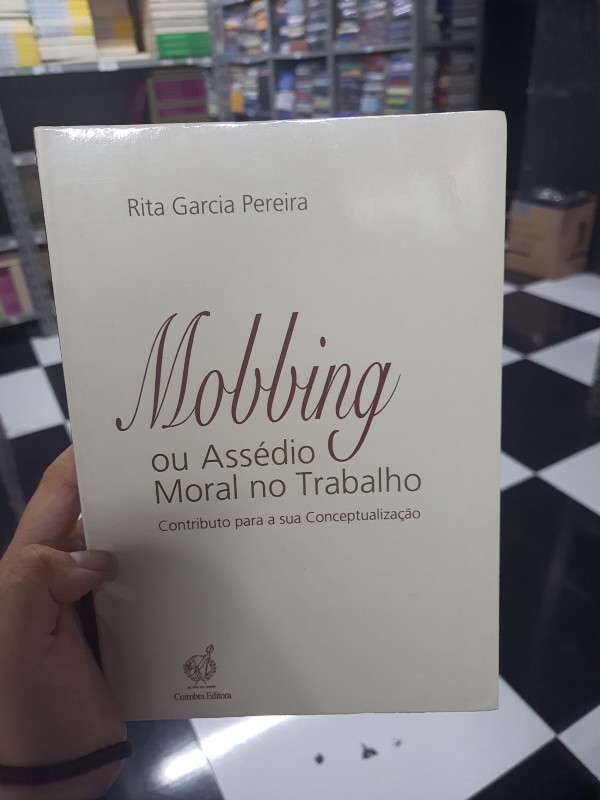 Rita Garcia Pereira
Mobbing
ou Assédio
Moral no Trabalho
Contributo para a sua Conceptualização
Coimbra Editora